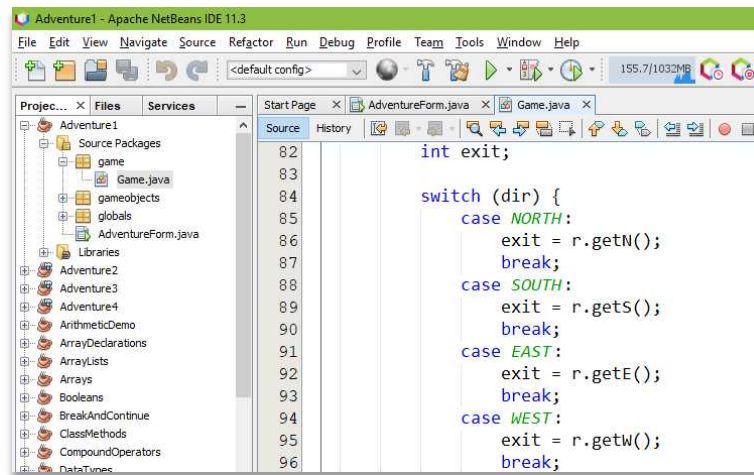 Adventure1 - Apache NetBeans IDE 11.3
File Edit View Navigate Source Refactor Run Debug Profile Team Tools Window Help
<default config>
155.7/1032MB
Projec... Files Services
Start Page AdventureForm.java Game.java
Source History
Adventure1
Source Packages
game
Game.java
gameobjects
globals
AdventureForm.java
Libraries
Adventure2
Adventure3
Adventure4
ArithmeticDemo
ArrayDeclarations
ArrayLists
Arrays
Booleans
BreakAndContinue
ClassMethods
CompoundOperators
DataTypes
82 int exit;
83
84 switch (dir) {
85 case NORTH:
86 exit = r.getN();
87 break;
88 case SOUTH:
89 exit = r.getS();
90 break;
91 case EAST:
92 exit = r.getE();
93 break;
94 case WEST:
95 exit = r.getW();
96 break;